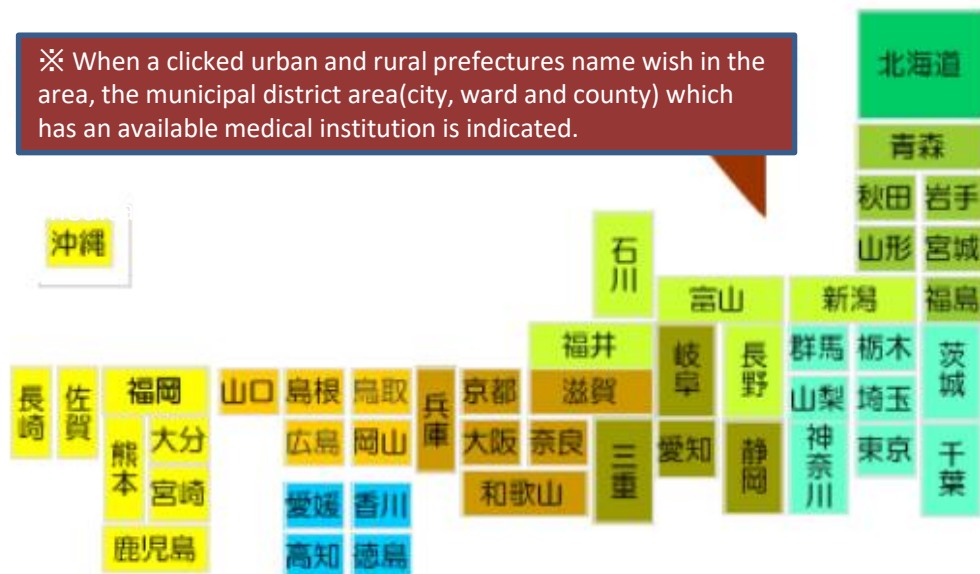 ※ When a clicked urban and rural prefectures name wish in the
area, the municipal district area(city, ward and county) which
has an available medical institution is indicated.
北海道
青森
秋田 岩手
山形 宮城
沖縄
石川
富山 新潟 福島
福井 岐阜 長野 群馬 栃木 茨城
長崎 佐賀 福岡 山口 島根 鳥取 兵庫 京都 滋賀 山梨 埼玉
熊本 大分 広島 岡山 大阪 奈良 三重 愛知 静岡 神奈川 東京 千葉
宮崎 愛媛 香川 和歌山
鹿児島 高知 徳島